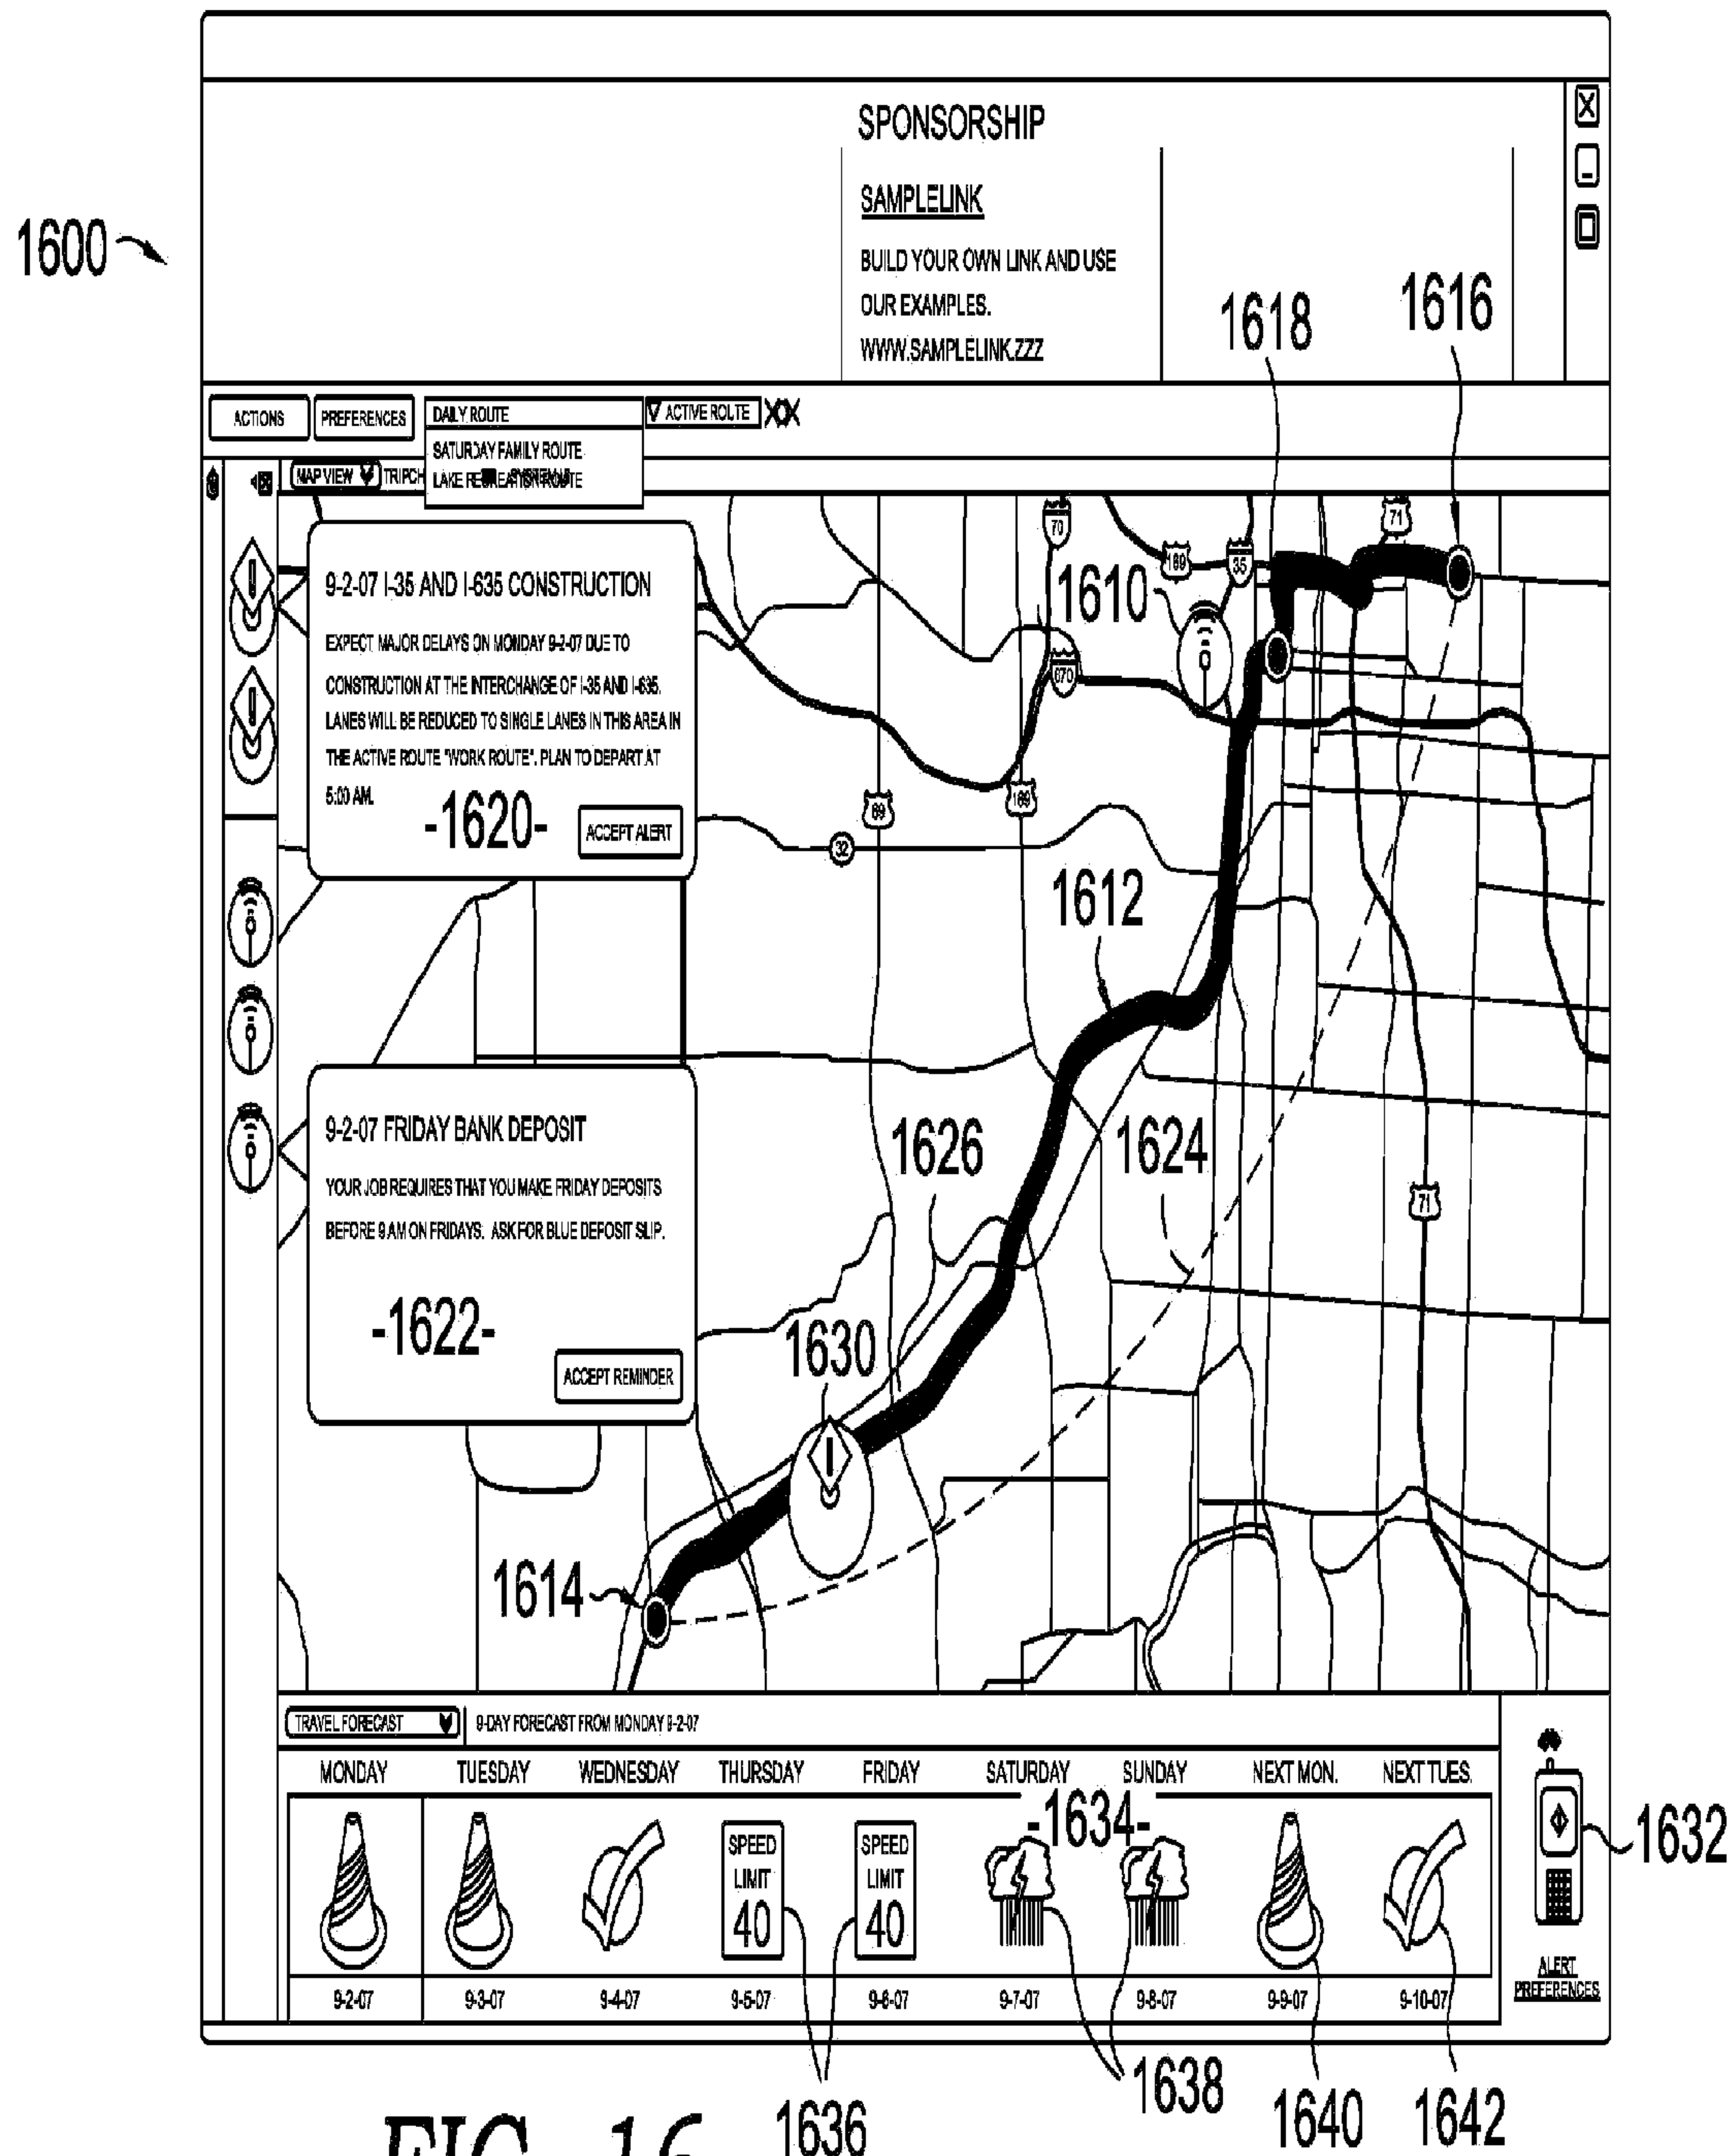 1600
SPONSORSHIP
SAMPLELINK
BUILD YOUR OWN LINK AND USE
OUR EXAMPLES.
WWW.SAMPLELINK.ZZZ
1618
1616
ACTIONS
PREFERENCES
DAILY ROUTE
ACTIVE ROUTE
SATURDAY FAMILY ROUTE
MAP VIEW
TRIPCH
LAKE RECREATION ROUTE
70
71
189
35
1610
670
9-2-07 I-35 AND I-635 CONSTRUCTION
EXPECT MAJOR DELAYS ON MONDAY 9-2-07 DUE TO
CONSTRUCTION AT THE INTERCHANGE OF I-35 AND I-635.
LANES WILL BE REDUCED TO SINGLE LANES IN THIS AREA IN
THE ACTIVE ROUTE "WORK ROUTE". PLAN TO DEPART AT
5:00 AM.
-1620-
ACCEPT ALERT
69
169
32
1612
9-2-07 FRIDAY BANK DEPOSIT
YOUR JOB REQUIRES THAT YOU MAKE FRIDAY DEPOSITS
BEFORE 9 AM ON FRIDAYS. ASK FOR BLUE DEPOSIT SLIP.
-1622-
ACCEPT REMINDER
1626
1624
71
1630
1614
TRAVEL FORECAST
9-DAY FORECAST FROM MONDAY 9-2-07
MONDAY TUESDAY WEDNESDAY THURSDAY FRIDAY SATURDAY SUNDAY NEXT MON. NEXT TUES.
-1634-
SPEED LIMIT 40
SPEED LIMIT 40
1632
9-2-07 9-3-07 9-4-07 9-5-07 9-6-07 9-7-07 9-8-07 9-9-07 9-10-07
ALERT
PREFERENCES
1636
1638
1640
1642
FIG. 16